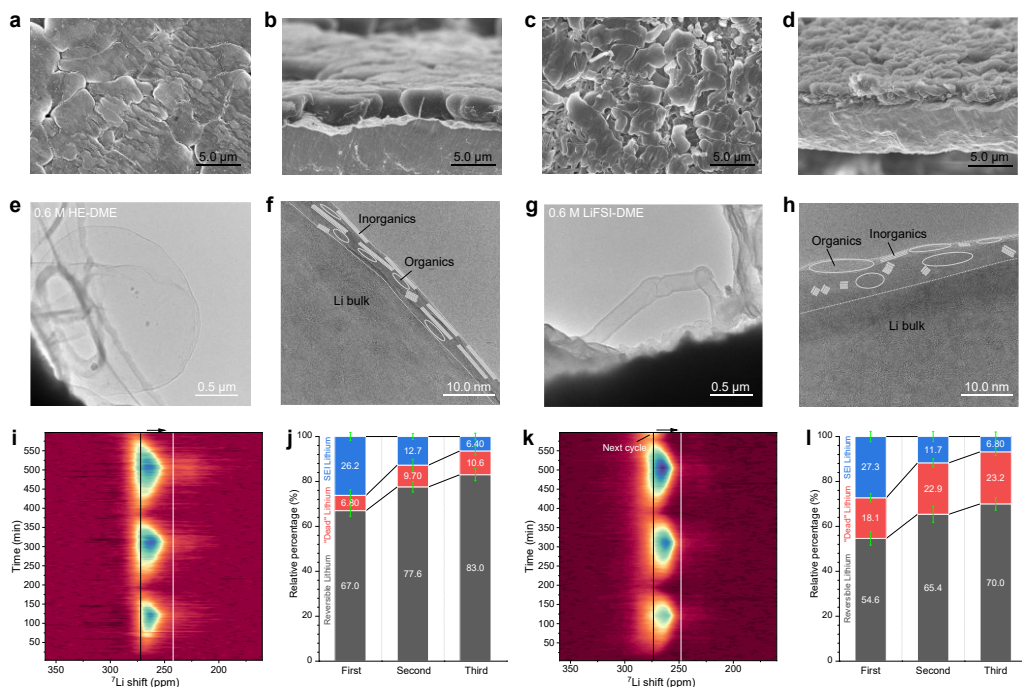 a
b
c
d
5.0 μm
5.0 μm
5.0 μm
5.0 μm
e
f
g
h
0.6 M HE-DME
Inorganics
Organics
Li bulk
0.6 M LiFSI-DME
Organics
Inorganics
Li bulk
0.5 μm
10.0 nm
0.5 μm
10.0 nm
i
Time (min)
550
500
450
400
350
300
250
200
150
100
50
350
300
250
200
⁷Li shift (ppm)
j
Relative percentage (%)
Reversible Lithium
"Dead" Lithium
SEI Lithium
100
80
60
40
20
0
26.2
6.80
67.0
12.7
9.70
77.6
6.40
10.6
83.0
First
Second
Third
k
Next cycle
Time (min)
550
500
450
400
350
300
250
200
150
100
50
350
300
250
200
⁷Li shift (ppm)
l
Relative percentage (%)
Reversible Lithium
"Dead" Lithium
SEI Lithium
100
80
60
40
20
0
27.3
18.1
54.6
11.7
22.9
65.4
6.80
23.2
70.0
First
Second
Third